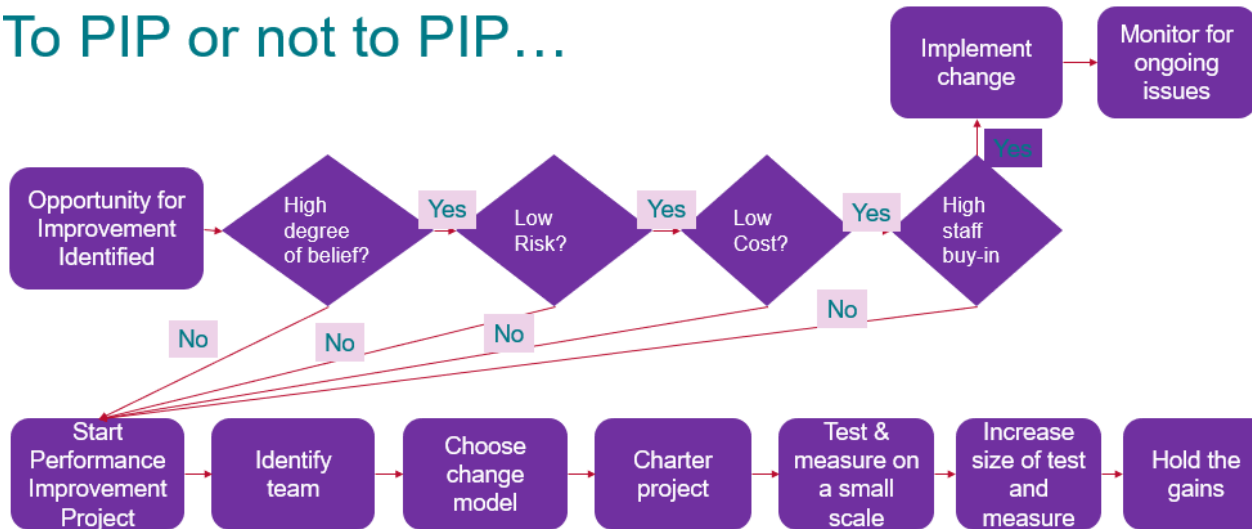 To PIP or not to PIP…
Implement
change
Monitor for
ongoing
issues
Yes
Opportunity for
Improvement
Identified
High
degree
of belief?
Yes
Low
Risk?
Yes
Low
Cost?
Yes
High
staff
buy-in
No
No
No
No
Start
Performance
Improvement
Project
Identify
team
Choose
change
model
Charter
project
Test &
measure on
a small
scale
Increase
size of test
and
measure
Hold the
gains